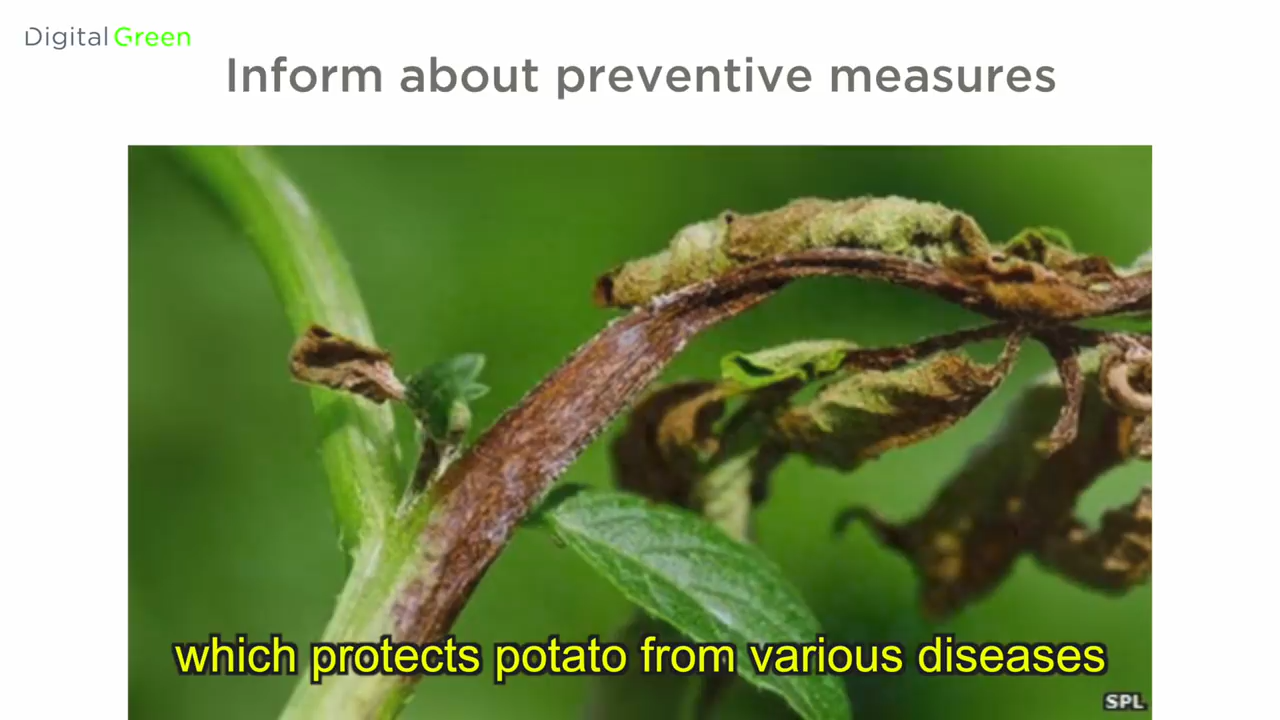 Digital Green
Inform about preventive measures
which protects potato from various diseases
SPL